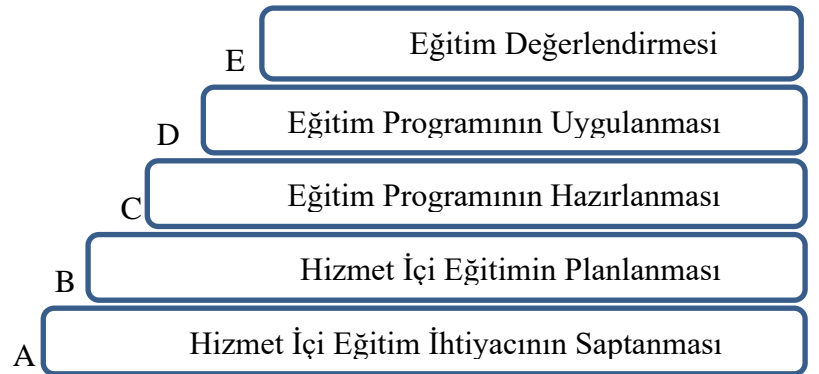 E Eğitim Değerlendirmesi
D Eğitim Programının Uygulanması
C Eğitim Programının Hazırlanması
B Hizmet İçi Eğitimin Planlanması
A Hizmet İçi Eğitim İhtiyacının Saptanması